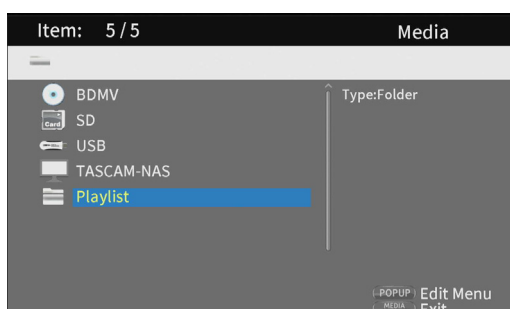 Item: 5/5 Media
BDMV
Type:Folder
Card SD
USB
TASCAM-NAS
Playlist
POPUP Edit Menu
MEDIA Exit